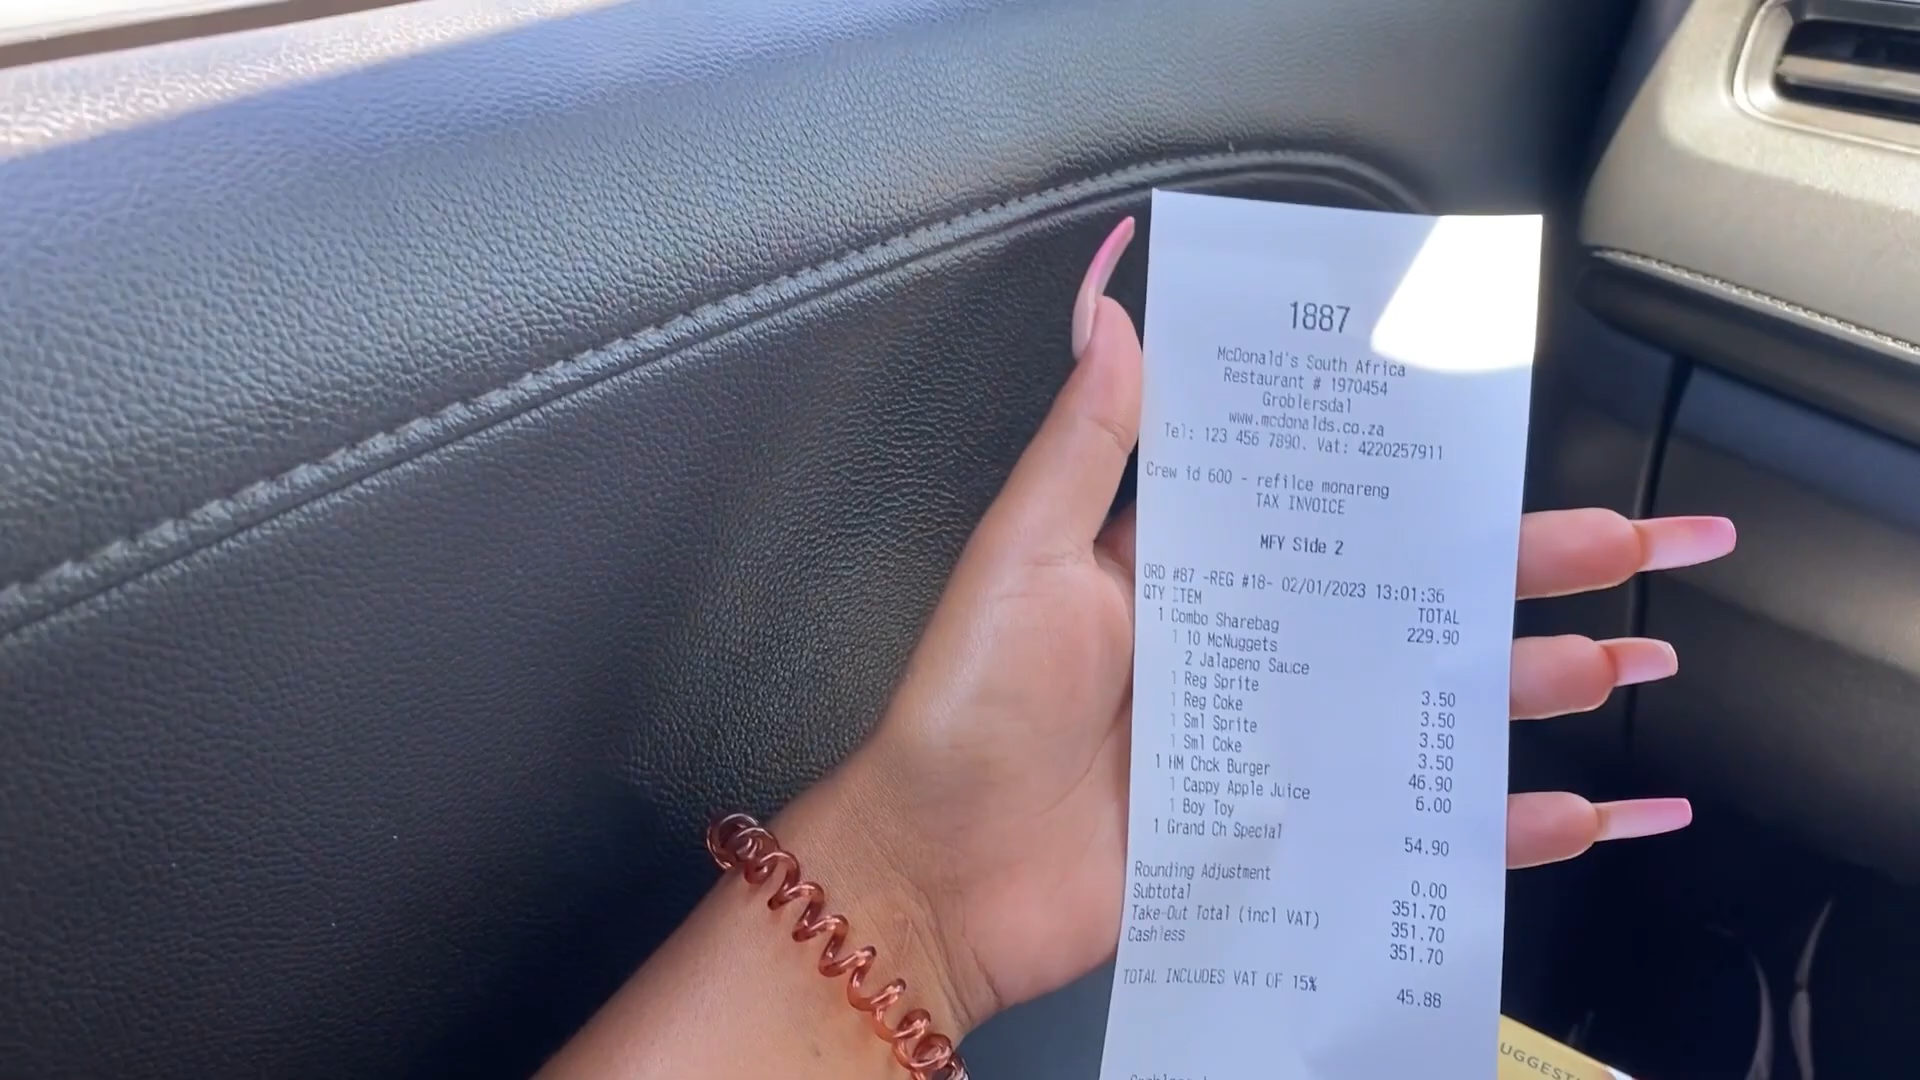 1887
McDonald's South Africa
Restaurant # 1970454
Groblersdal
www.mcdonalds.co.za
Tel: 123 456 7890. Vat: 4220257911
Crew id 600 - refilce monareng
TAX INVOICE
MFY Side 2
ORD #87 -REG #18- 02/01/2023 13:01:36
QTY ITEM TOTAL
1 Combo Sharebag 229.90
1 10 McNuggets
2 Jalapeno Sauce
1 Reg Sprite 3.50
1 Reg Coke 3.50
1 Sml Sprite 3.50
1 Sml Coke 3.50
1 HM Chck Burger 46.90
1 Cappy Apple Juice 6.00
1 Boy Toy
1 Grand Ch Special 54.90
Rounding Adjustment 0.00
Subtotal 351.70
Take-Out Total (incl VAT) 351.70
Cashless 351.70
TOTAL INCLUDES VAT OF 15% 45.88